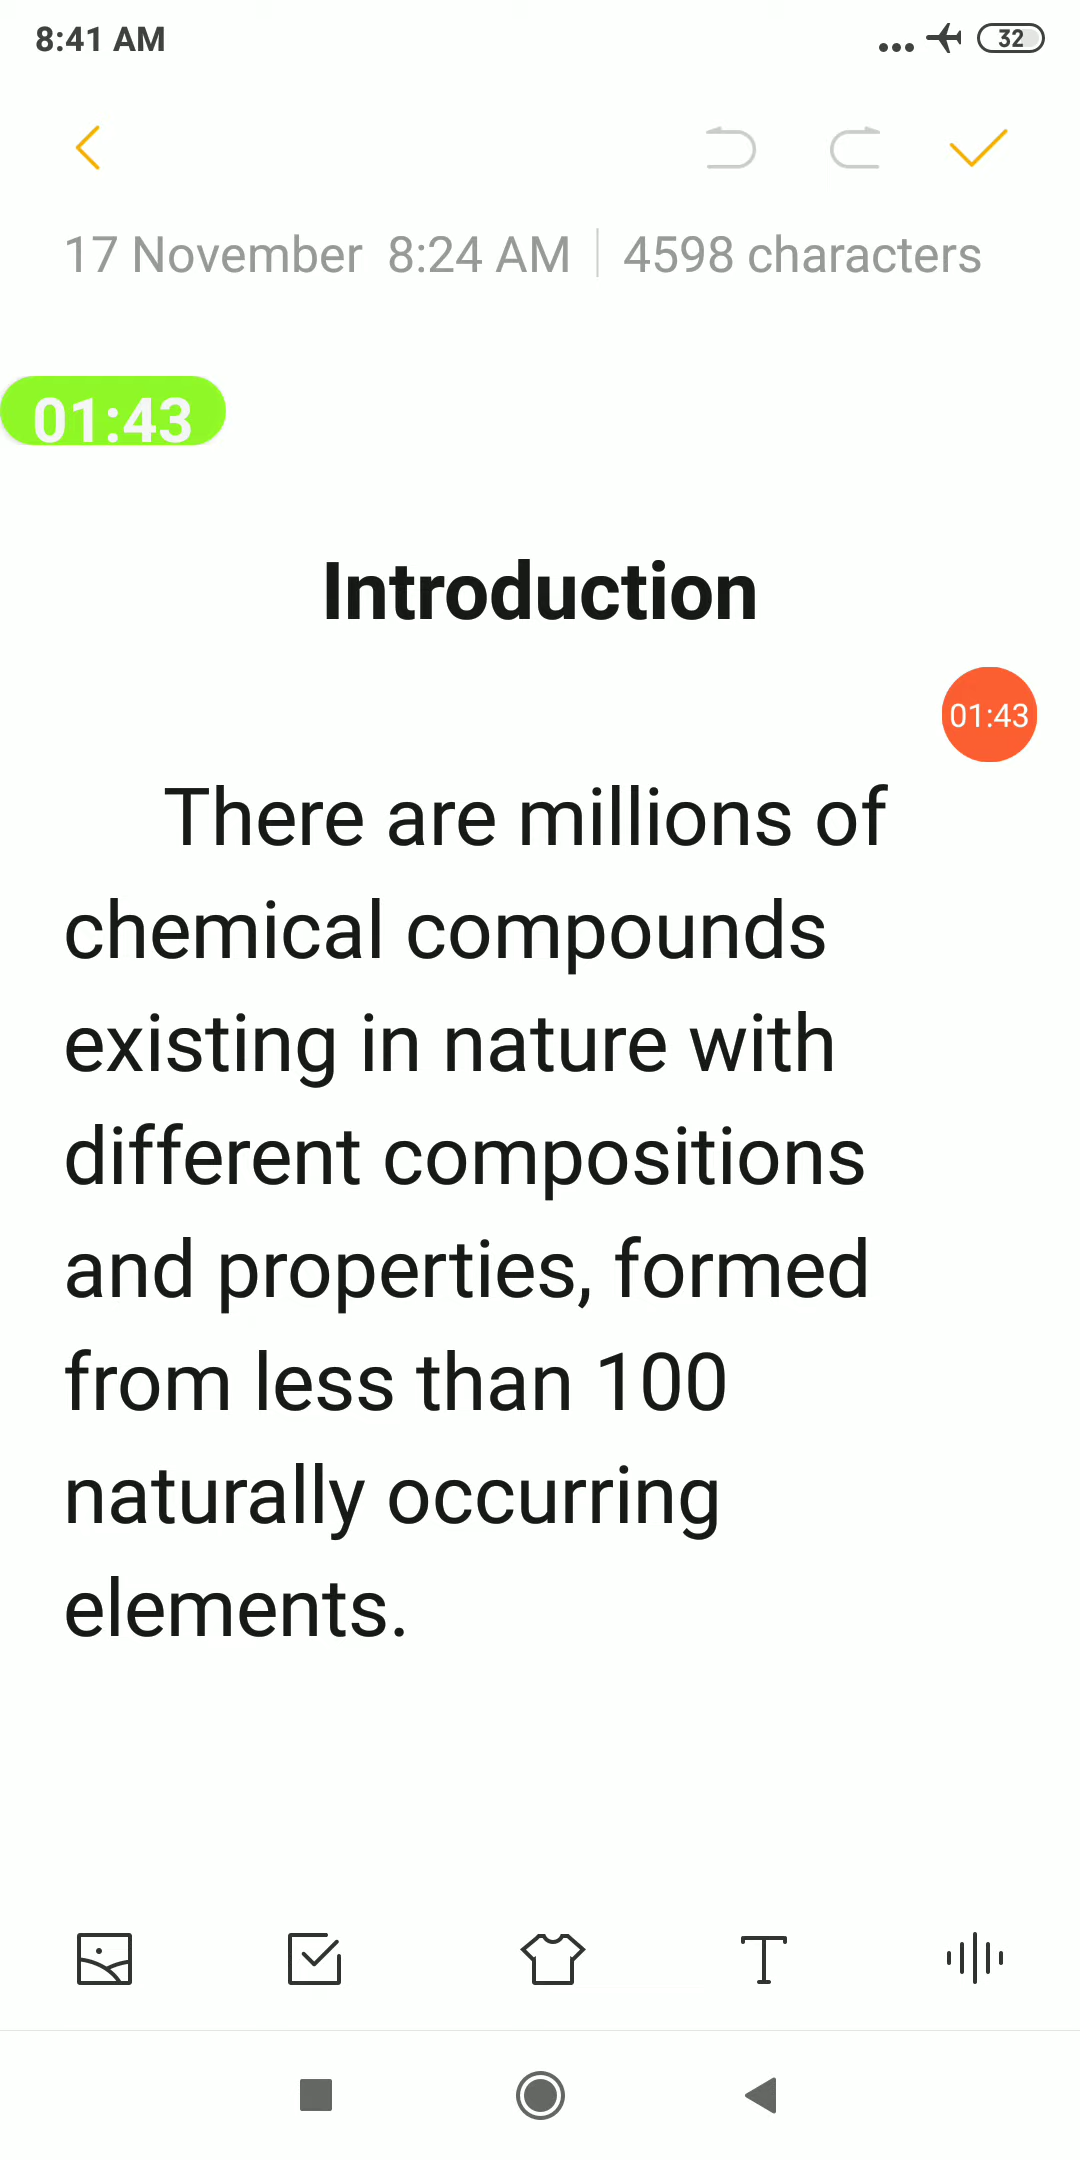 8:41 AM
32
17 November 8:24 AM 4598 characters
01:43
Introduction
01:43
There are millions of
chemical compounds
existing in nature with
different compositions
and properties, formed
from less than 100
naturally occurring
elements.